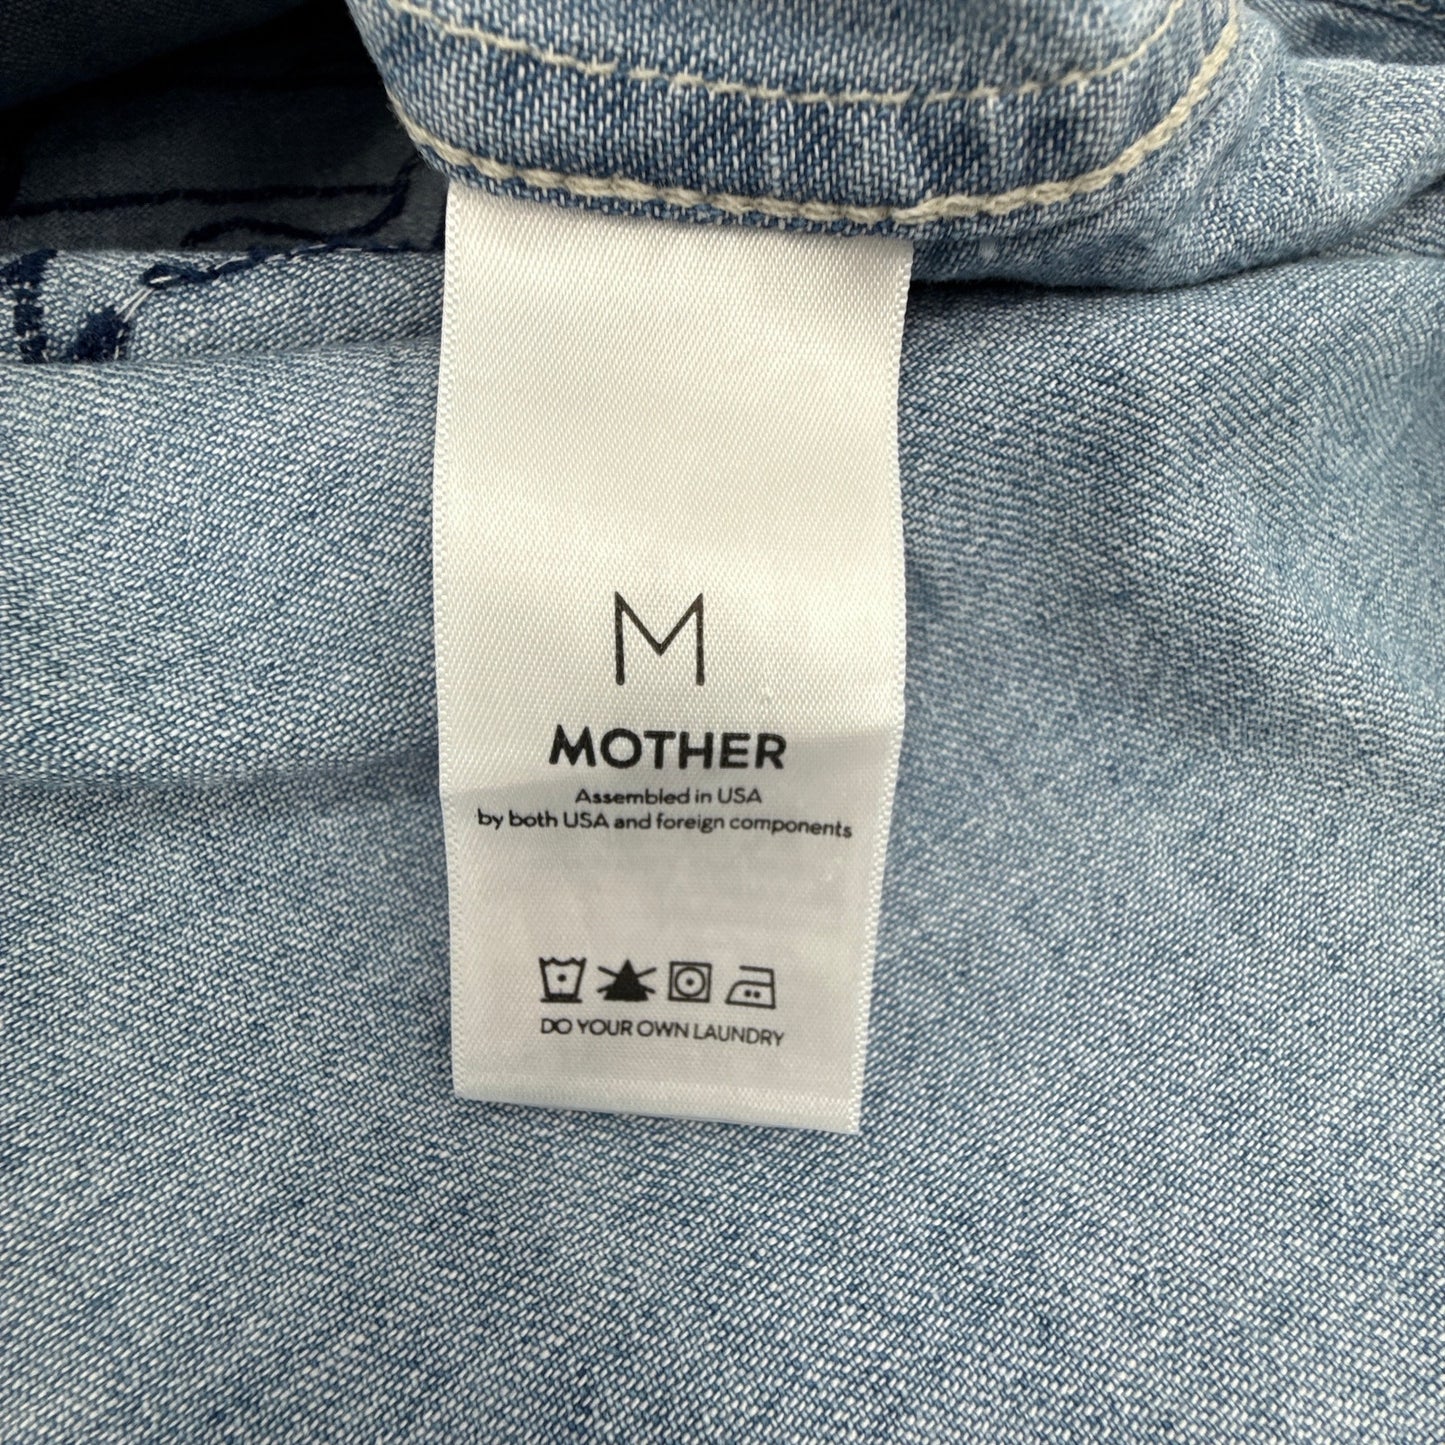 M
MOTHER
Assembled in USA
by both USA and foreign components
DO YOUR OWN LAUNDRY